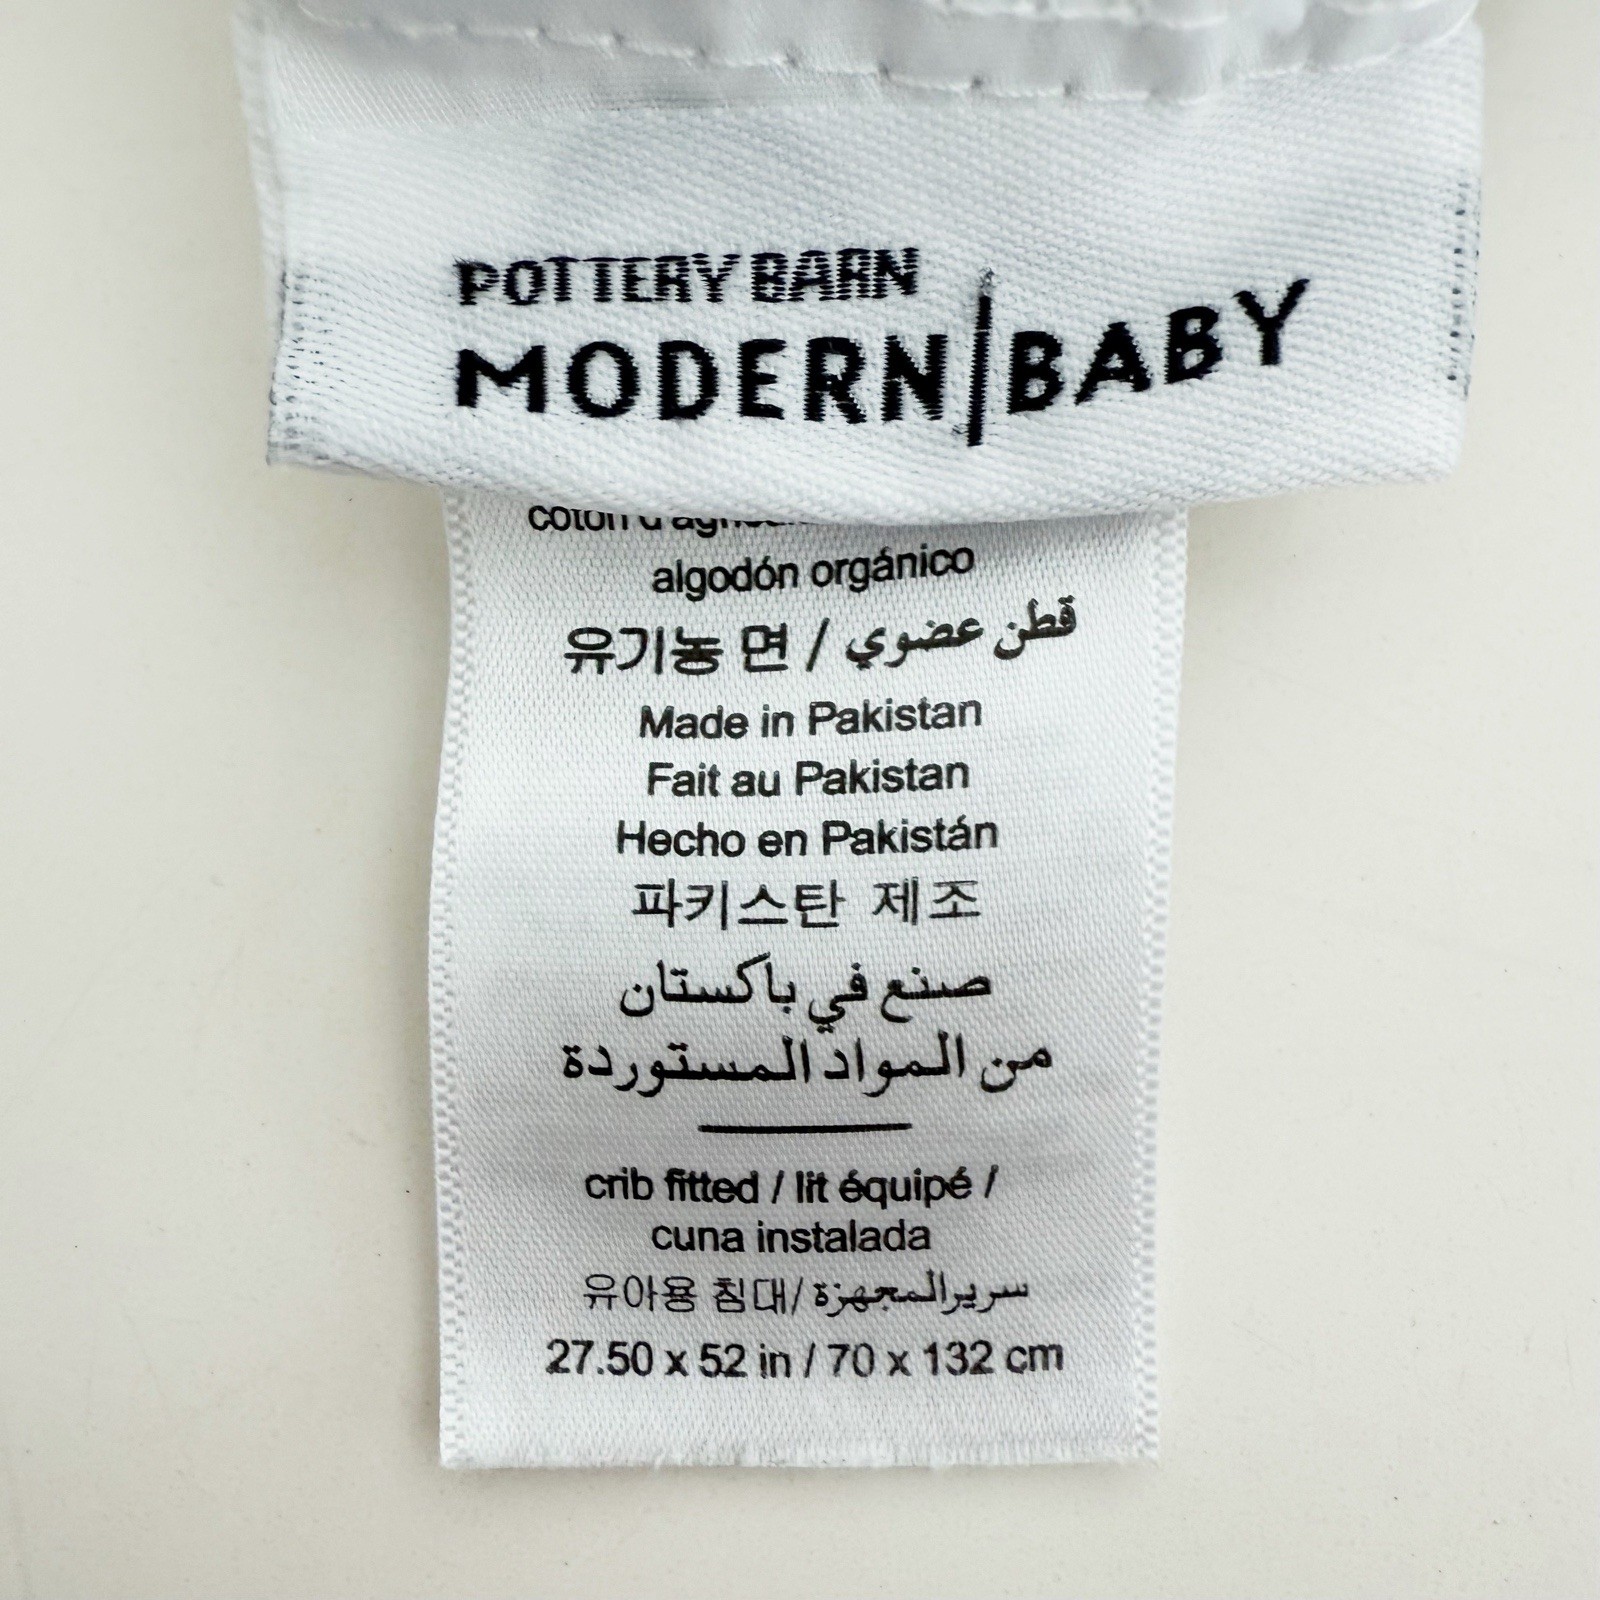 POTTERY BARN
MODERN|BABY
coton d'agricul
algodón orgánico
유기농 면 / قطن عضوي
Made in Pakistan
Fait au Pakistan
Hecho en Pakistán
파키스탄 제조
صنع في باكستان
من المواد المستوردة
crib fitted / lit équipé /
cuna instalada
유아용 침대/ سريرالمجهزة
27.50 x 52 in / 70 x 132 cm